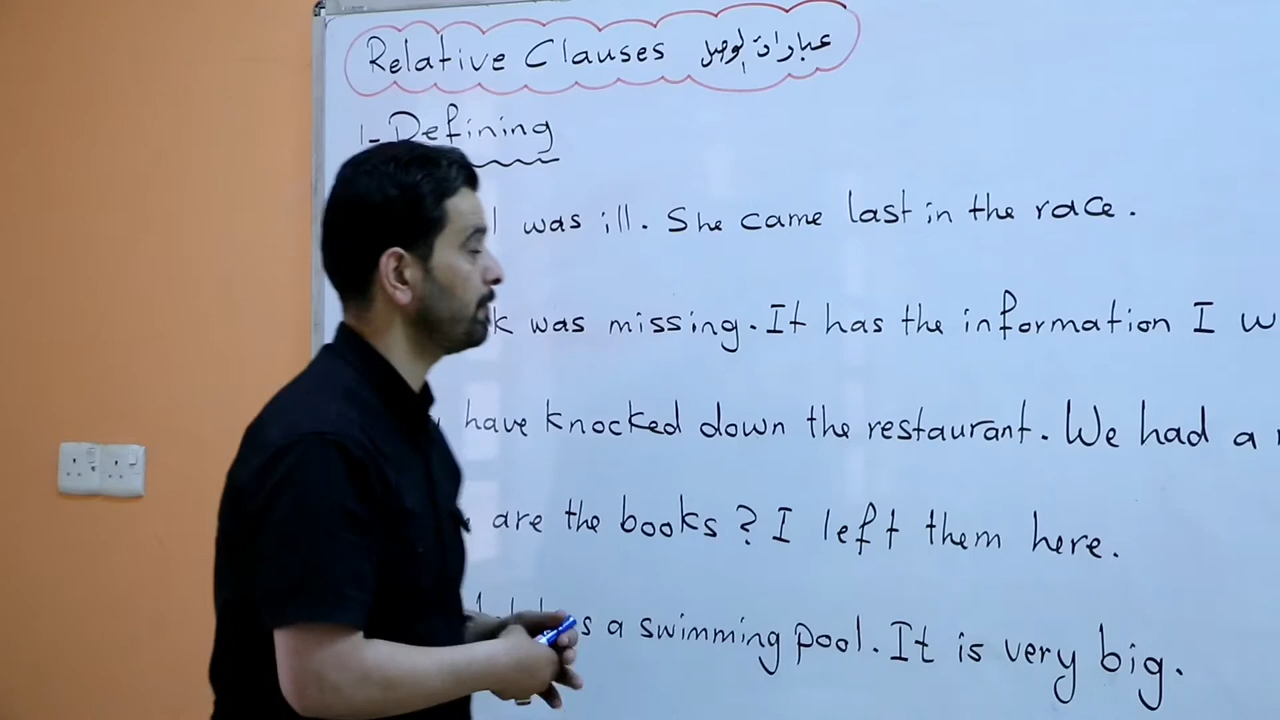 Relative Clauses عبارات الوصل
1- Defining
was ill. She came last in the race.
was missing. It has the information I w
have knocked down the restaurant. We had a
are the books? I left them here.
s a swimming pool. It is very big.